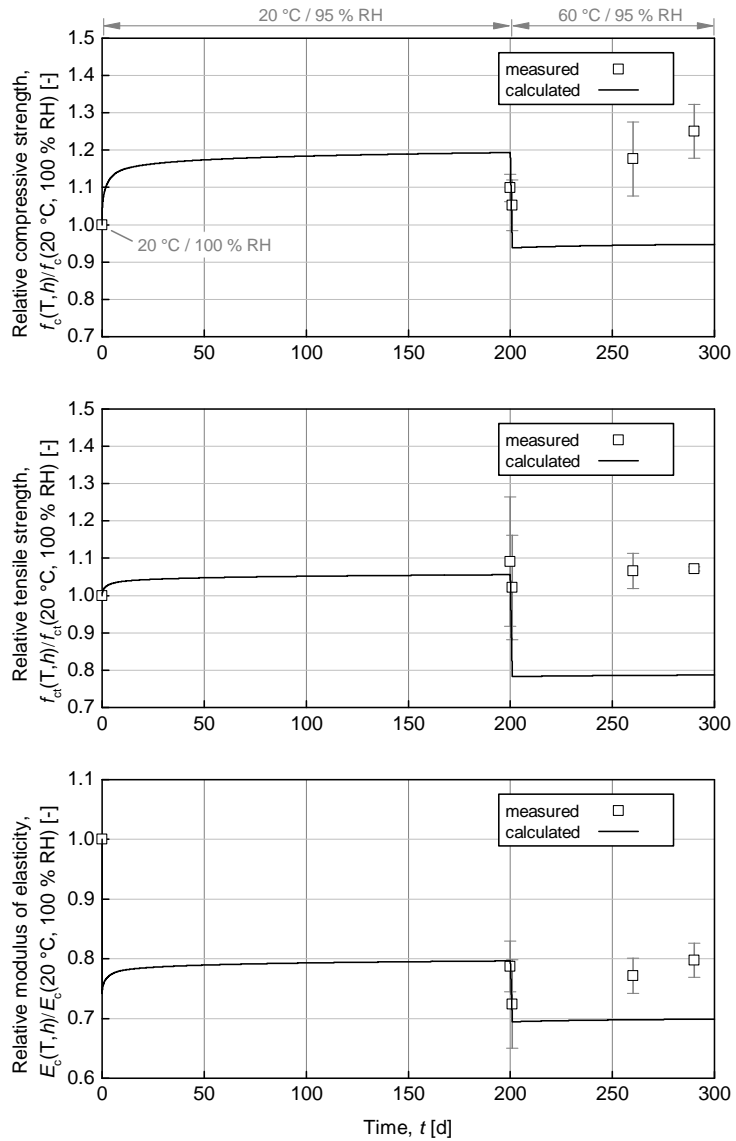 20 °C / 95 % RH 60 °C / 95 % RH
Relative compressive strength,
f_c(T,h)/f_c(20 °C, 100 % RH) [-]
1.5
1.4
1.3
1.2
1.1
1.0
0.9
0.8
0.7
measured
calculated
20 °C / 100 % RH
0 50 100 150 200 250 300
Relative tensile strength,
f_ct(T,h)/f_ct(20 °C, 100 % RH) [-]
1.5
1.4
1.3
1.2
1.1
1.0
0.9
0.8
0.7
measured
calculated
0 50 100 150 200 250 300
Relative modulus of elasticity,
E_c(T,h)/E_c(20 °C, 100 % RH) [-]
1.1
1.0
0.9
0.8
0.7
0.6
measured
calculated
0 50 100 150 200 250 300
Time, t [d]